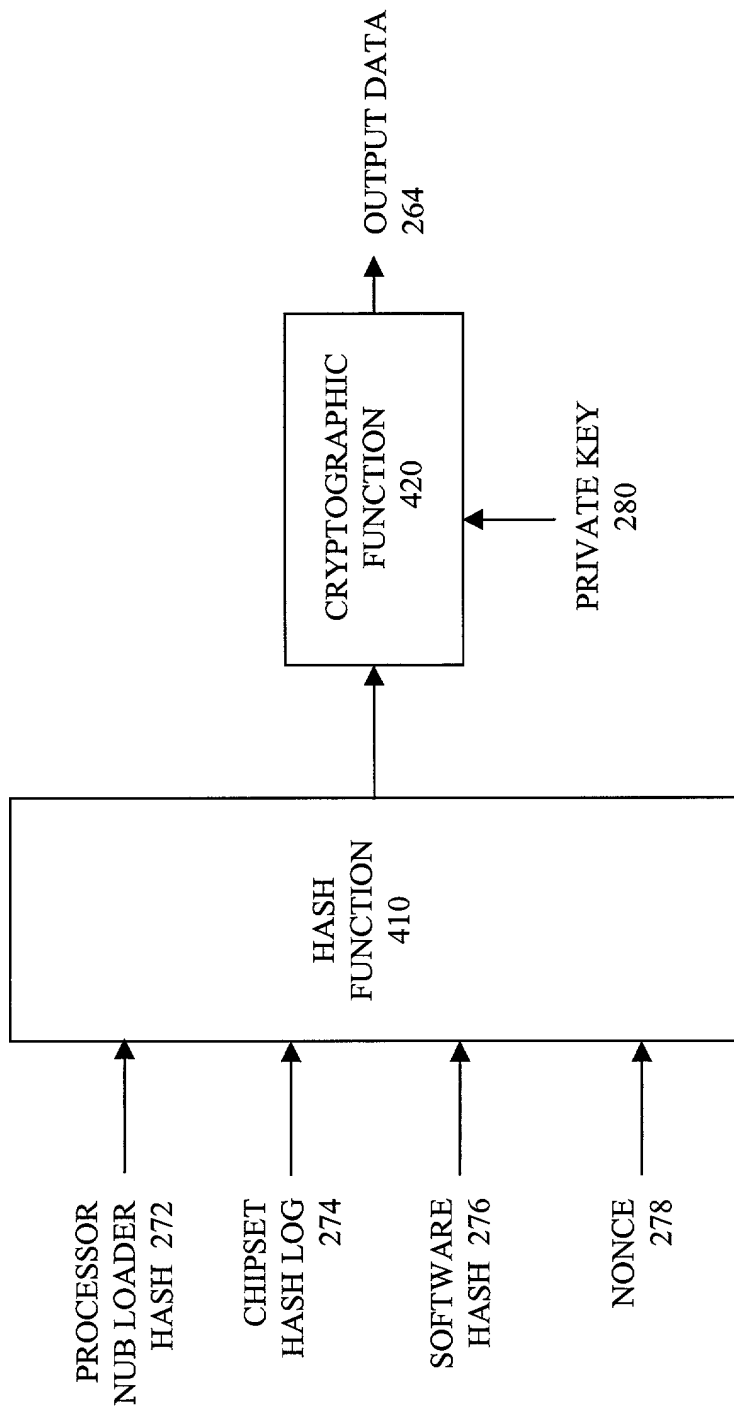 PROCESSOR
NUB LOADER
HASH 272
CHIPSET
HASH LOG
274
SOFTWARE
HASH 276
NONCE
278
HASH
FUNCTION
410
CRYPTOGRAPHIC
FUNCTION
420
PRIVATE KEY
280
OUTPUT DATA
264